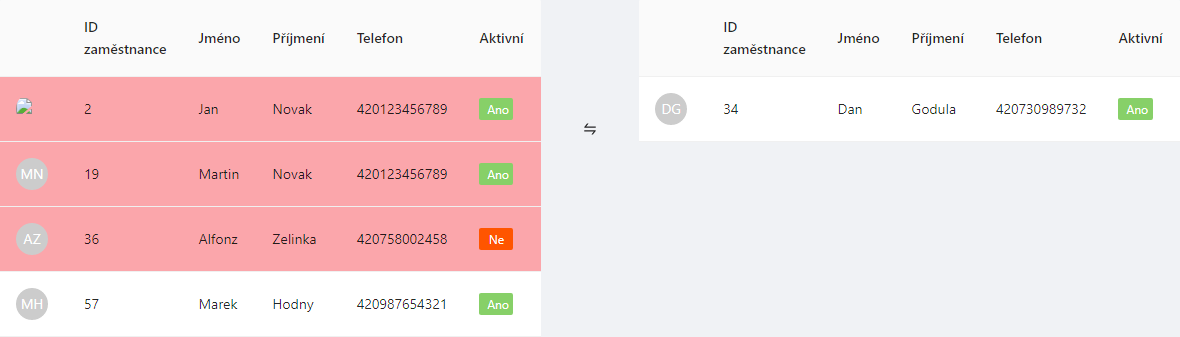 ID zaměstnance Jméno Příjmení Telefon Aktivní
2 Jan Novak 420123456789 Ano
MN 19 Martin Novak 420123456789 Ano
AZ 36 Alfonz Zelinka 420758002458 Ne
MH 57 Marek Hodny 420987654321 Ano
ID zaměstnance Jméno Příjmení Telefon Aktivní
DG 34 Dan Godula 420730989732 Ano